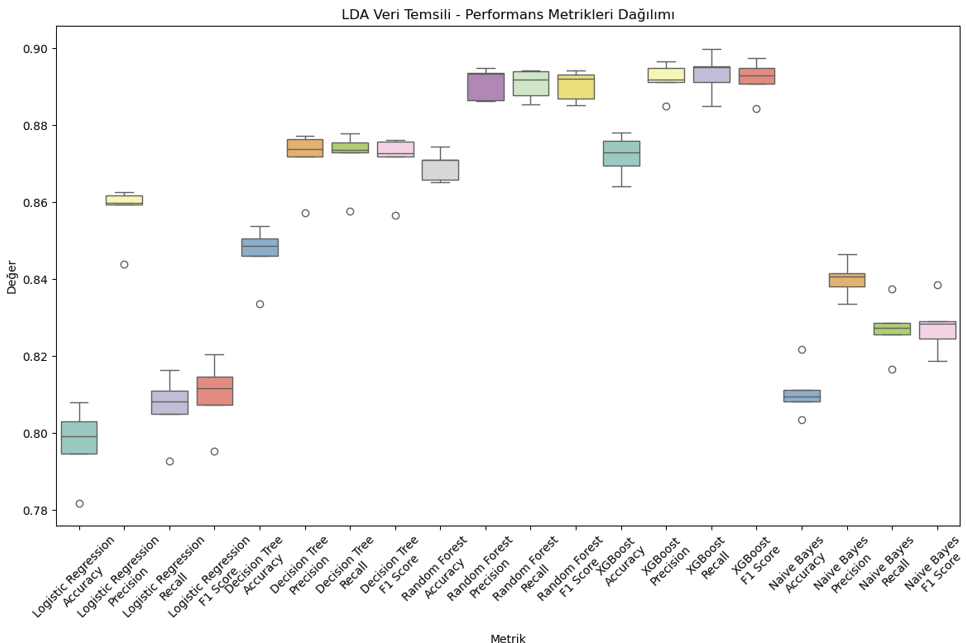 LDA Veri Temsili - Performans Metrikleri Dağılımı
0.90
0.88
0.86
0.84
0.82
0.80
0.78
Değer
Logistic Regression
Accuracy
Logistic Regression
Precision
Logistic Regression
Recall
Logistic Regression
F1 Score
Decision Tree
Accuracy
Decision Tree
Precision
Decision Tree
Recall
Decision Tree
F1 Score
Random Forest
Accuracy
Random Forest
Precision
Random Forest
Recall
Random Forest
F1 Score
XGBoost
Accuracy
XGBoost
Precision
XGBoost
Recall
XGBoost
F1 Score
Naive Bayes
Accuracy
Naive Bayes
Precision
Naive Bayes
Recall
Naive Bayes
F1 Score
Metrik